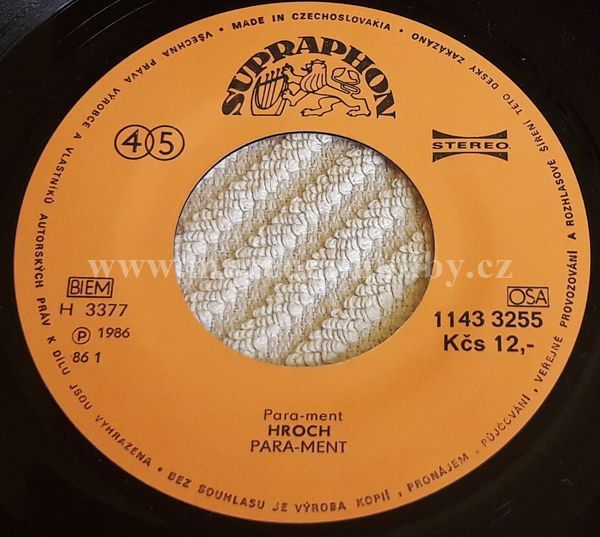 VŠECHNA PRÁVA VÝROBCE A VLASTNÍKŮ AUTORSKÝCH PRÁV K DÍLU JSOU VYHRAZENA • BEZ SOUHLASU JE VÝROBA KOPIÍ, PRONÁJEM, PŮJČOVÁNÍ, VEŘEJNÉ PROVOZOVÁNÍ A ROZHLASOVÉ ŠÍŘENÍ TÉTO DESKY ZAKÁZÁNO • MADE IN CZECHOSLOVAKIA •
SUPRAPHON
45
STEREO
www. .cz
BIEM
H 3377
Ⓟ 1986
86 1
OSA
1143 3255
Kčs 12,-
Para-ment
HROCH
PARA-MENT